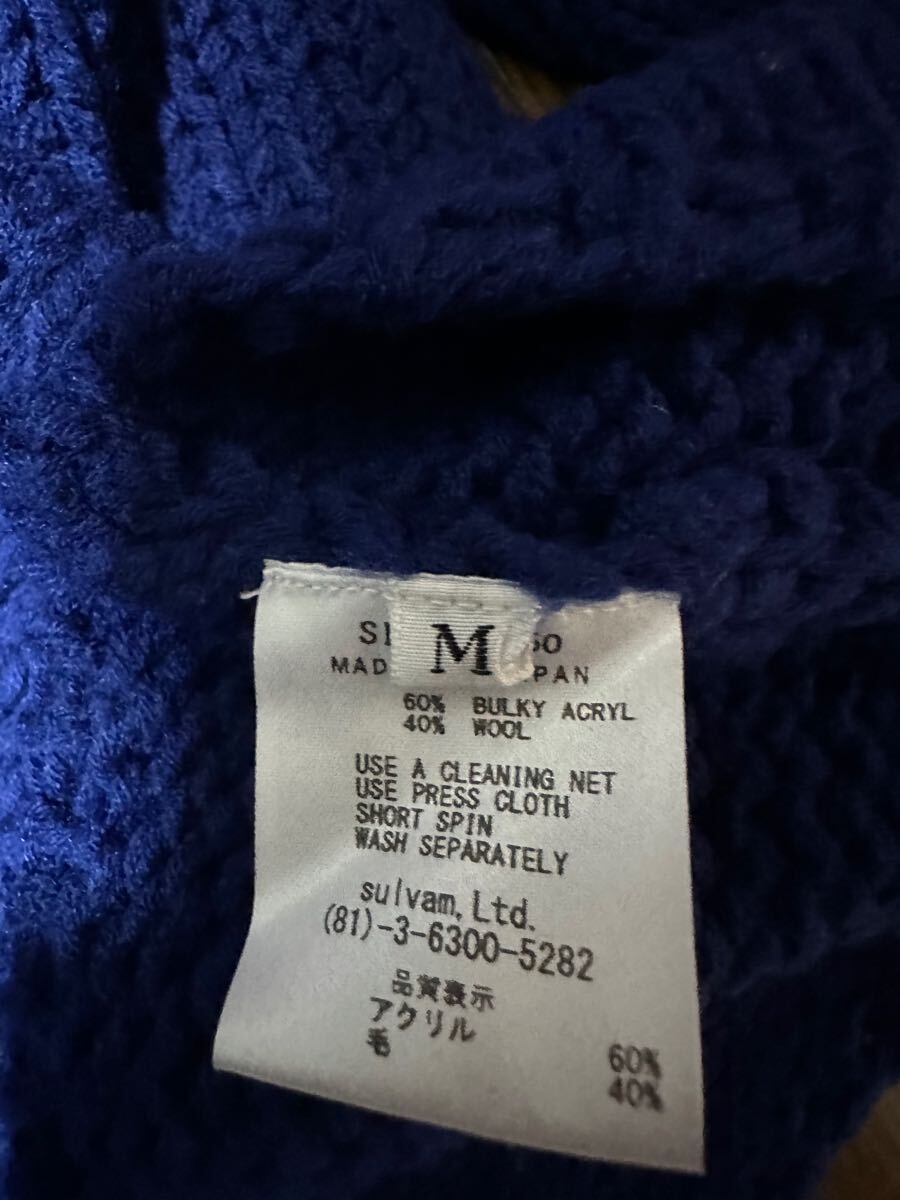 M
60% BULKY ACRYL
40% WOOL
USE A CLEANING NET
USE PRESS CLOTH
SHORT SPIN
WASH SEPARATELY
sulvam, Ltd.
(81)-3-6300-5282
品質表示
アクリル 60%
毛 40%